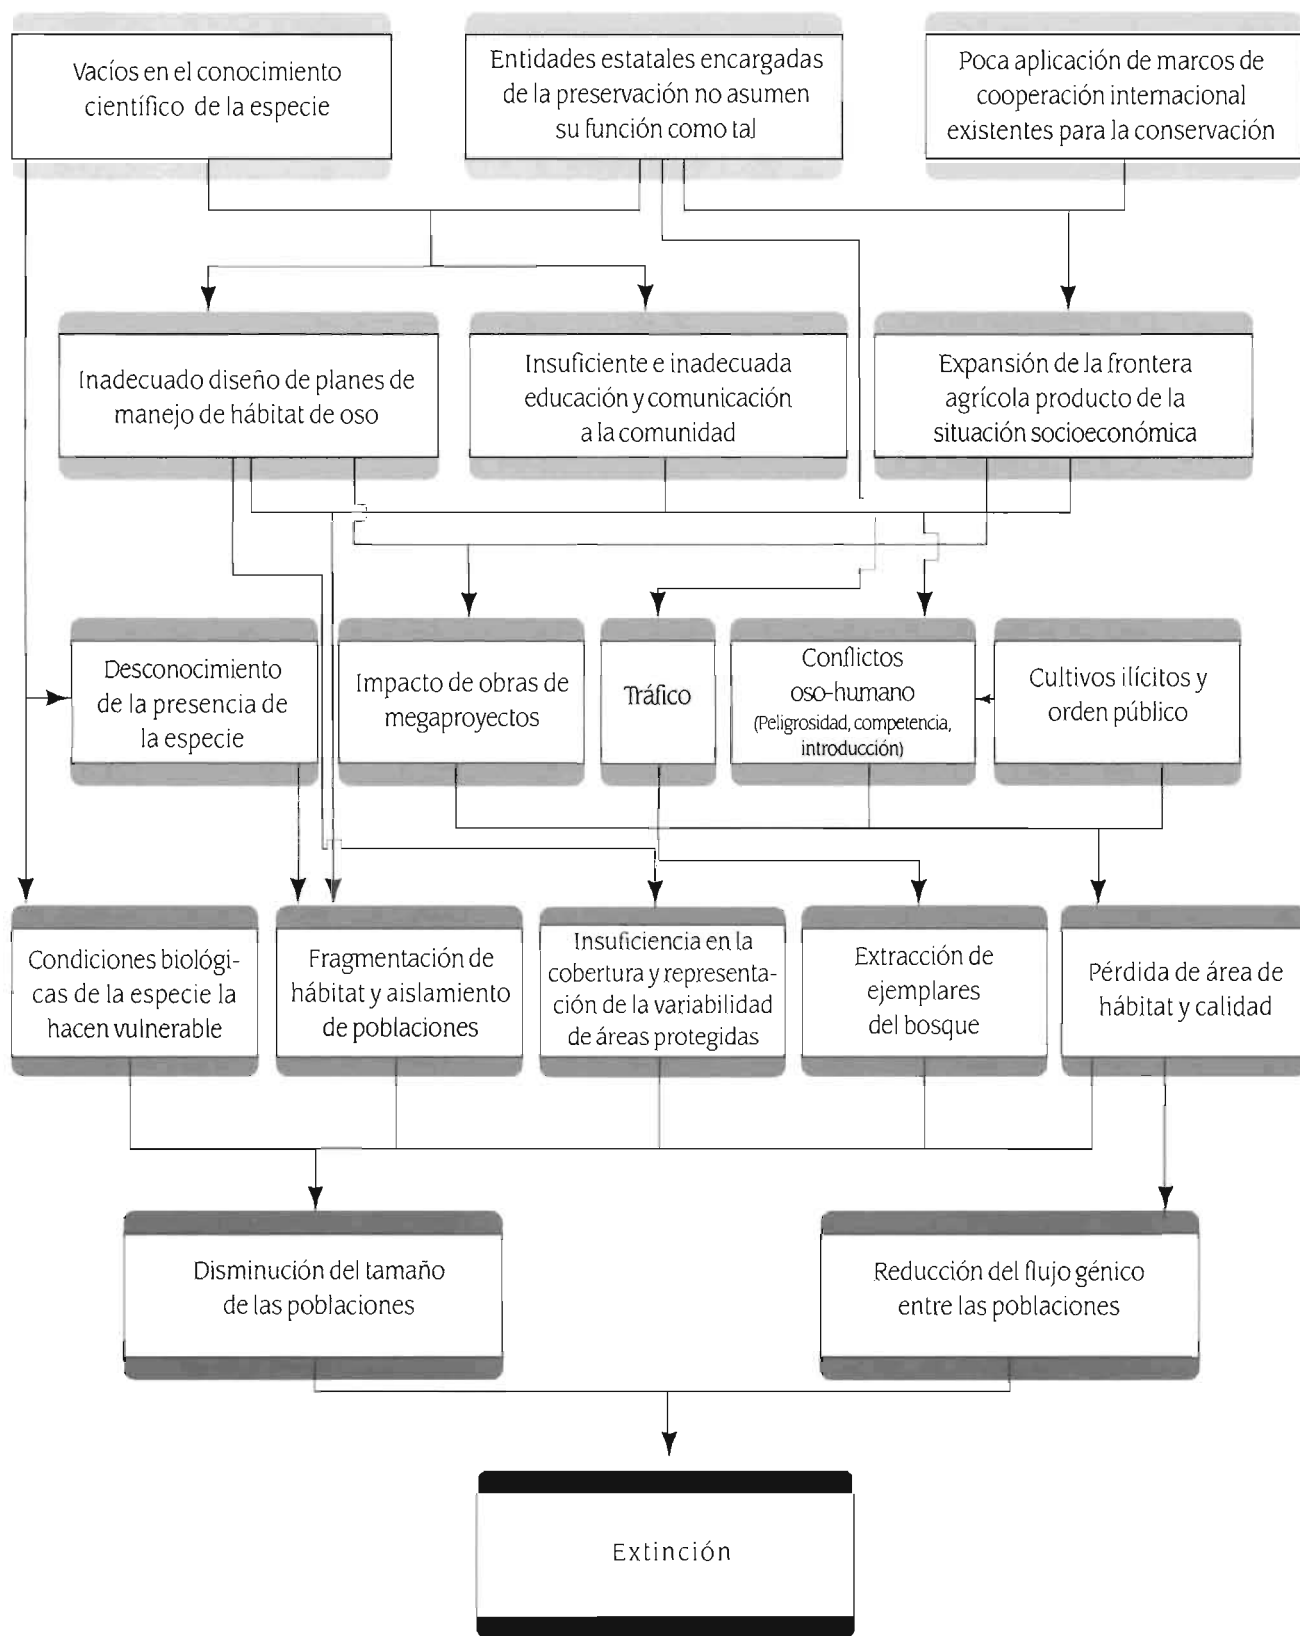 Vacíos en el conocimiento
científico de la especie
Entidades estatales encargadas
de la preservación no asumen
su función como tal
Poca aplicación de marcos de
cooperación internacional
existentes para la conservación
Inadecuado diseño de planes de
manejo de hábitat de oso
Insuficiente e inadecuada
educación y comunicación
a la comunidad
Expansión de la frontera
agrícola producto de la
situación socioeconómica
Desconocimiento
de la presencia de
la especie
Impacto de obras de
megaproyectos
Tráfico
Conflictos
oso-humano
(Peligrosidad, competencia,
introducción)
Cultivos ilícitos y
orden público
Condiciones biológi-
cas de la especie la
hacen vulnerable
Fragmentación de
hábitat y aislamiento
de poblaciones
Insuficiencia en la
cobertura y representa-
ción de la variabilidad
de áreas protegidas
Extracción de
ejemplares
del bosque
Pérdida de área de
hábitat y calidad
Disminución del tamaño
de las poblaciones
Reducción del flujo génico
entre las poblaciones
Extinción